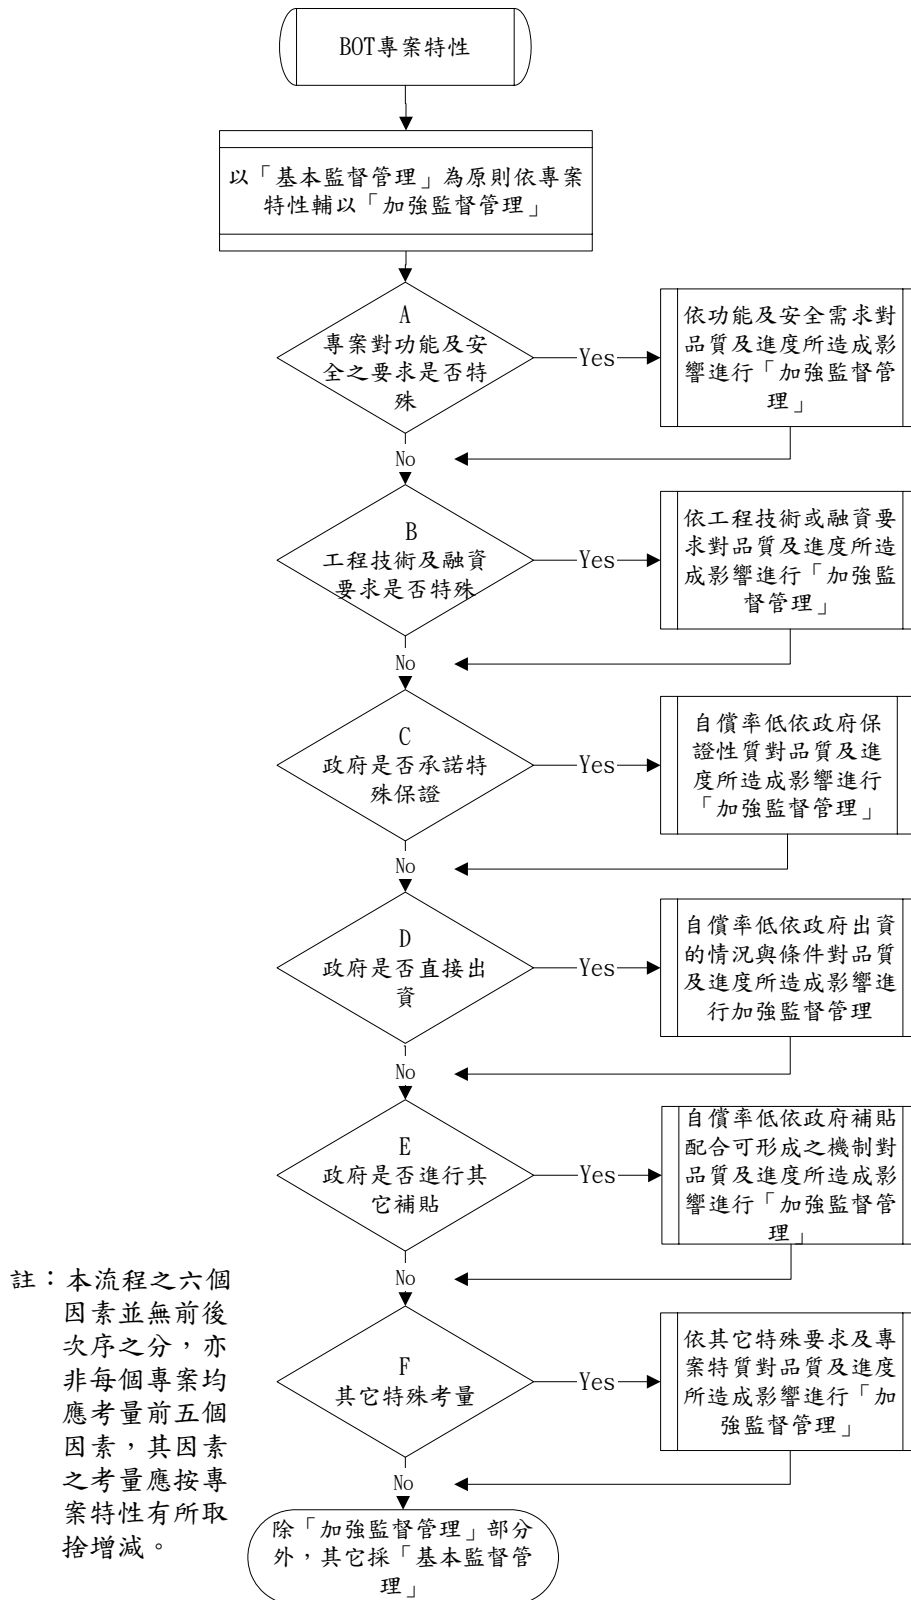 BOT專案特性
以「基本監督管理」為原則依專案
特性輔以「加強監督管理」
A
專案對功能及安
全之要求是否特
殊
Yes
依功能及安全需求對
品質及進度所造成影
響進行「加強監督管
理」
No
B
工程技術及融資
要求是否特殊
Yes
依工程技術或融資要
求對品質及進度所造
成影響進行「加強監
督管理」
No
C
政府是否承諾特
殊保證
Yes
自償率低依政府保
證性質對品質及進
度所造成影響進行
「加強監督管理」
No
D
政府是否直接出
資
Yes
自償率低依政府出資
的情況與條件對品質
及進度所造成影響進
行加強監督管理
No
E
政府是否進行其
它補貼
Yes
自償率低依政府補貼
配合可形成之機制對
品質及進度所造成影
響進行「加強監督管
理」
No
F
其它特殊考量
Yes
依其它特殊要求及專
案特質對品質及進度
所造成影響進行「加
強監督管理」
No
除「加強監督管理」部分
外，其它採「基本監督管
理」
註：本流程之六個
因素並無前後
次序之分，亦
非每個專案均
應考量前五個
因素，其因素
之考量應按專
案特性有所取
捨增減。